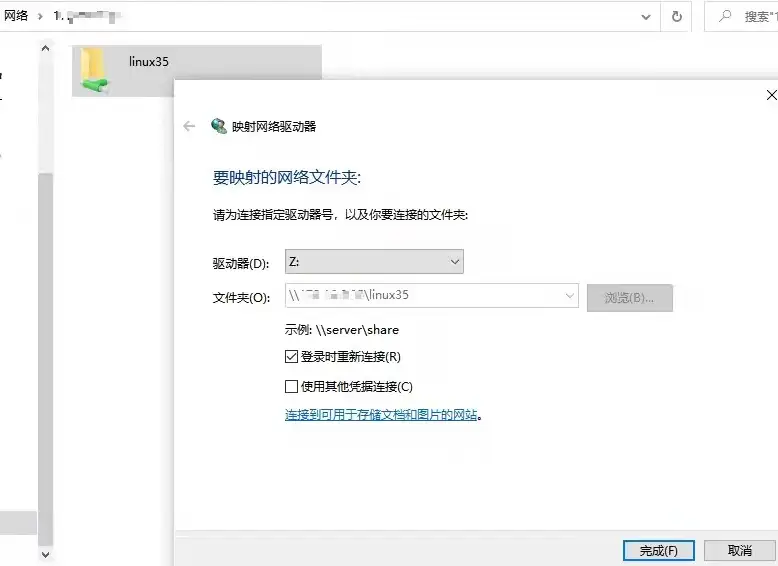 网络 › 1.
搜索"1
linux35
映射网络驱动器
要映射的网络文件夹:
请为连接指定驱动器号，以及你要连接的文件夹:
驱动器(D): Z:
文件夹(O): \\ \linux35 浏览(B)...
示例: \\server\share
登录时重新连接(R)
使用其他凭据连接(C)
连接到可用于存储文档和图片的网站。
完成(F) 取消